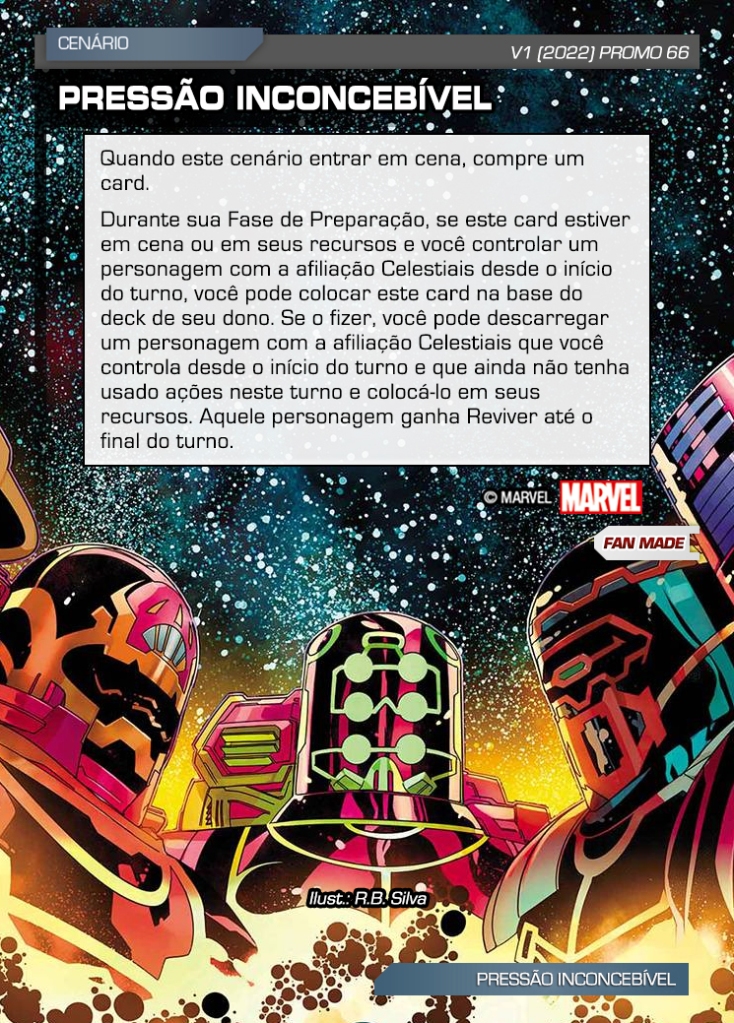 CENÁRIO
V1 (2022) PROMO 66
PRESSÃO INCONCEBÍVEL
Quando este cenário entrar em cena, compre um
card.
Durante sua Fase de Preparação, se este card estiver
em cena ou em seus recursos e você controlar um
personagem com a afiliação Celestiais desde o início
do turno, você pode colocar este card na base do
deck de seu dono. Se o fizer, você pode descarregar
um personagem com a afiliação Celestiais que você
controla desde o início do turno e que ainda não tenha
usado ações neste turno e colocá-lo em seus
recursos. Aquele personagem ganha Reviver até o
final do turno.
© MARVEL MARVEL
FAN MADE
Ilust.: R.B. Silva
PRESSÃO INCONCEBÍVEL